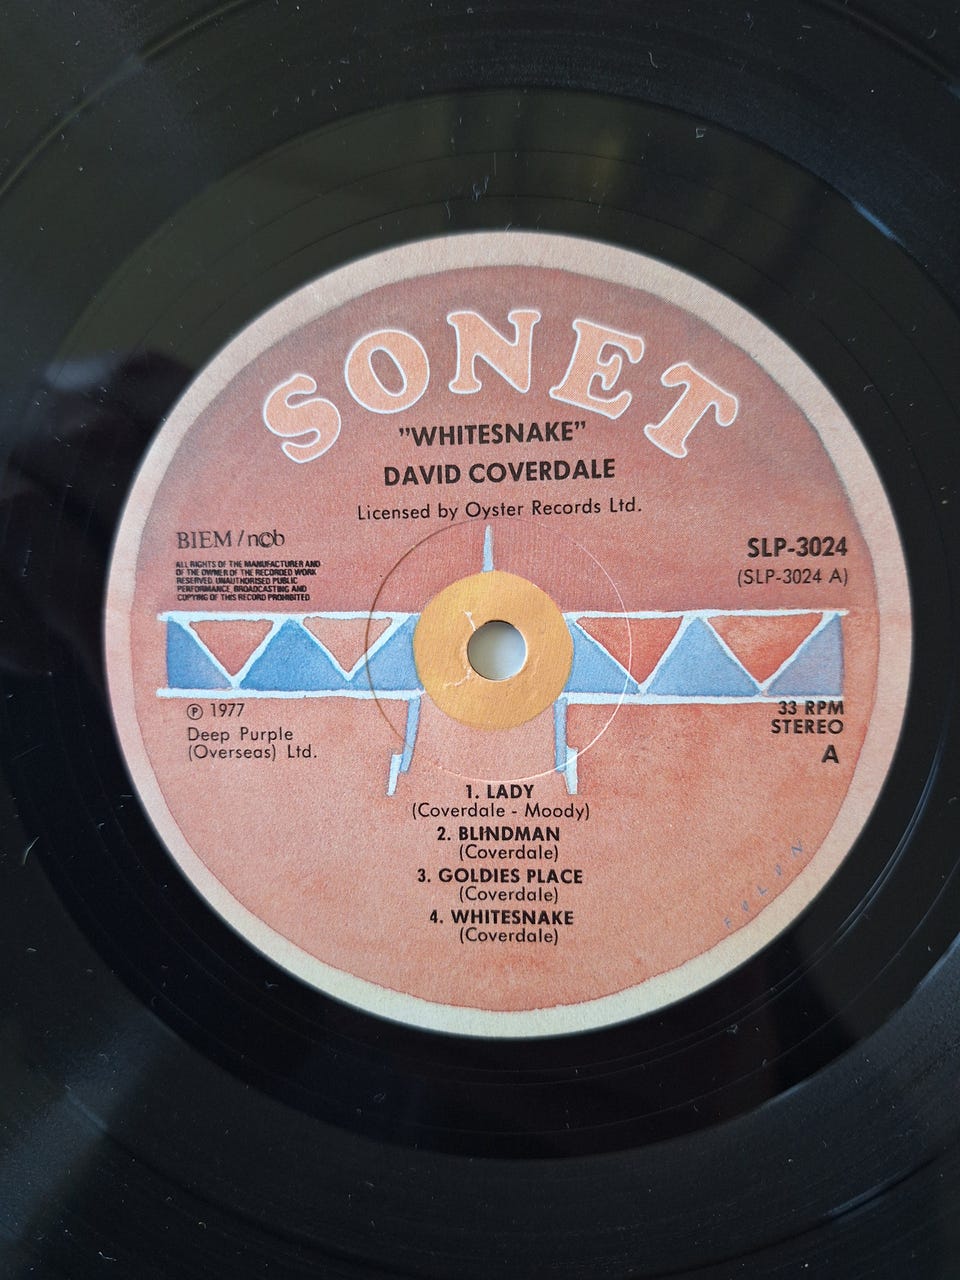 SONET
”WHITESNAKE”
DAVID COVERDALE
Licensed by Oyster Records Ltd.
BIEM/ncb
ALL RIGHTS OF THE MANUFACTURER AND
OF THE OWNER OF THE RECORDED WORK
RESERVED. UNAUTHORISED PUBLIC
PERFORMANCE, BROADCASTING AND
COPYING OF THIS RECORD PROHIBITED
SLP-3024
(SLP-3024 A)
℗ 1977
Deep Purple
(Overseas) Ltd.
33 RPM
STEREO
A
1. LADY
(Coverdale - Moody)
2. BLINDMAN
(Coverdale)
3. GOLDIES PLACE
(Coverdale)
4. WHITESNAKE
(Coverdale)